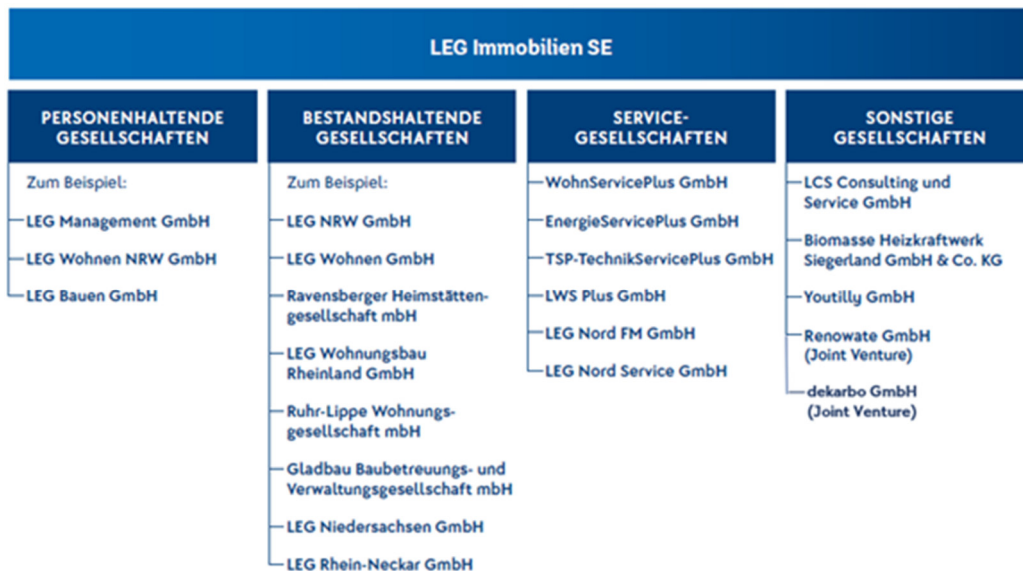 LEG Immobilien SE
PERSONENHALTENDE
GESELLSCHAFTEN
Zum Beispiel:
LEG Management GmbH
LEG Wohnen NRW GmbH
LEG Bauen GmbH
BESTANDSHALTENDE
GESELLSCHAFTEN
Zum Beispiel:
LEG NRW GmbH
LEG Wohnen GmbH
Ravensberger Heimstätten-
gesellschaft mbH
LEG Wohnungsbau
Rheinland GmbH
Ruhr-Lippe Wohnungs-
gesellschaft mbH
Gladbau Baubetreuungs- und
Verwaltungsgesellschaft mbH
LEG Niedersachsen GmbH
LEG Rhein-Neckar GmbH
SERVICE-
GESELLSCHAFTEN
WohnServicePlus GmbH
EnergieServicePlus GmbH
TSP-TechnikServicePlus GmbH
LWS Plus GmbH
LEG Nord FM GmbH
LEG Nord Service GmbH
SONSTIGE
GESELLSCHAFTEN
LCS Consulting und
Service GmbH
Biomasse Heizkraftwerk
Siegerland GmbH & Co. KG
Youtilly GmbH
Renowate GmbH
(Joint Venture)
dekarbo GmbH
(Joint Venture)